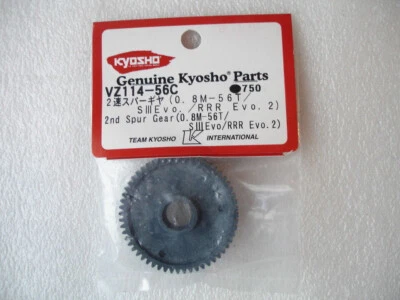 KYOSHO
Genuine Kyosho® Parts
VZ114-56C ●750
2速スパーギヤ(0.8M-56T/
SⅢEvo./RRR Evo.2)
2nd Spur Gear(0.8M-56T/
SⅢEvo/RRR Evo.2)
TEAM KYOSHO K INTERNATIONAL